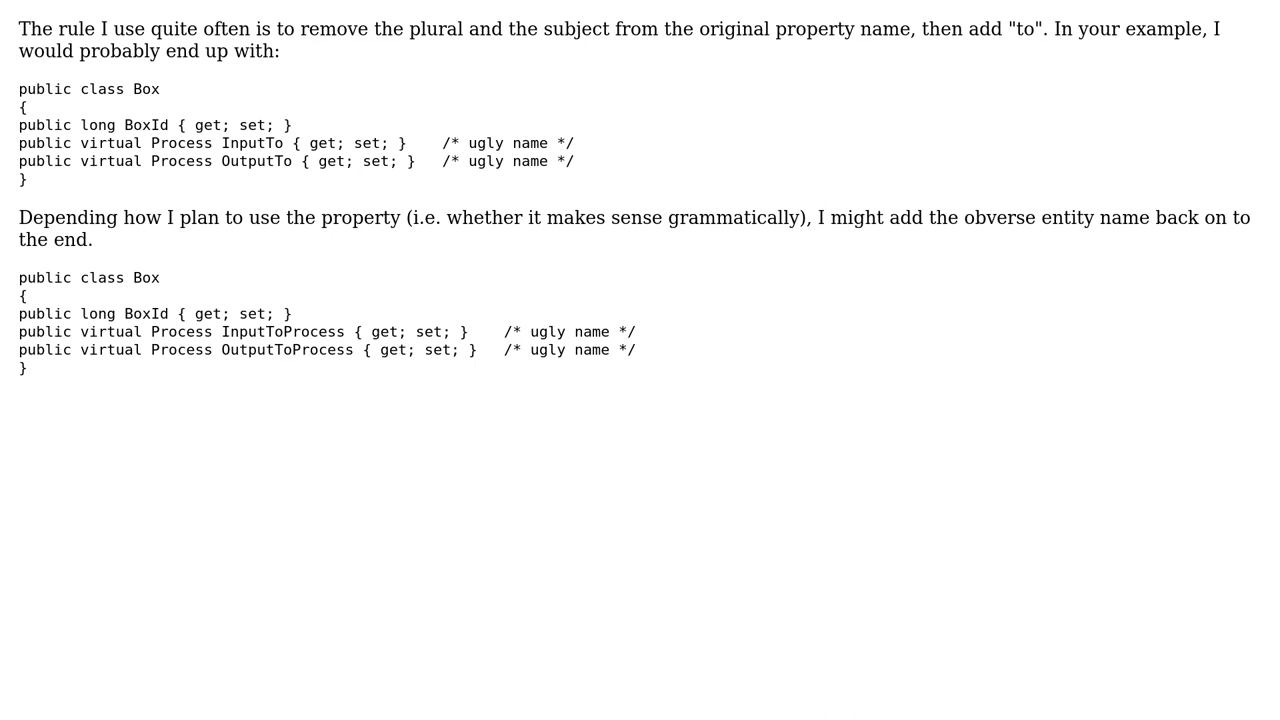 The rule I use quite often is to remove the plural and the subject from the original property name, then add "to". In your example, I
would probably end up with:
public class Box
{
public long BoxId { get; set; }
public virtual Process InputTo { get; set; }    /* ugly name */
public virtual Process OutputTo { get; set; }   /* ugly name */
}
Depending how I plan to use the property (i.e. whether it makes sense grammatically), I might add the obverse entity name back on to
the end.
public class Box
{
public long BoxId { get; set; }
public virtual Process InputToProcess { get; set; }    /* ugly name */
public virtual Process OutputToProcess { get; set; }   /* ugly name */
}